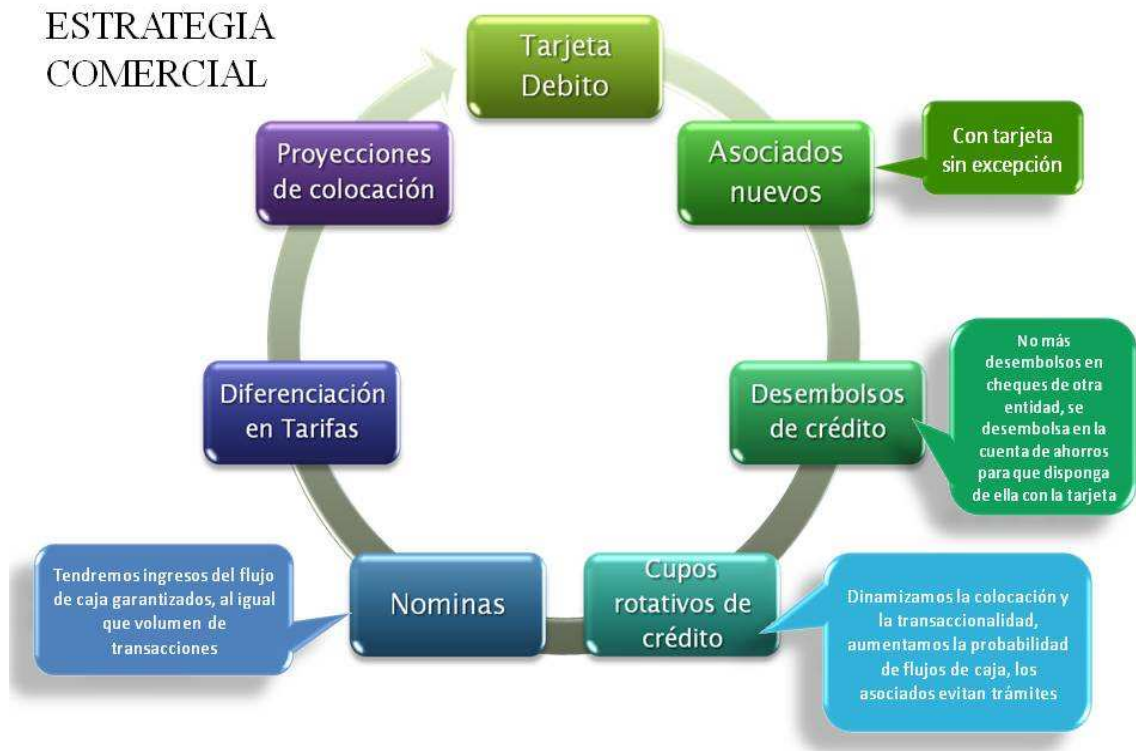 ESTRATEGIA
COMERCIAL
Tarjeta
Debito
Asociados
nuevos
Con tarjeta
sin excepción
Desembolsos
de crédito
No más
desembolsos en
cheques de otra
entidad, se
desembolsa en la
cuenta de ahorros
para que disponga
de ella con la tarjeta
Cupos
rotativos de
crédito
Dinamizamos la colocación y
la transaccionalidad,
aumentamos la probabilidad
de flujos de caja, los
asociados evitan trámites
Nominas
Tendremos ingresos del flujo
de caja garantizados, al igual
que volumen de
transacciones
Diferenciación
en Tarifas
Proyecciones
de colocación